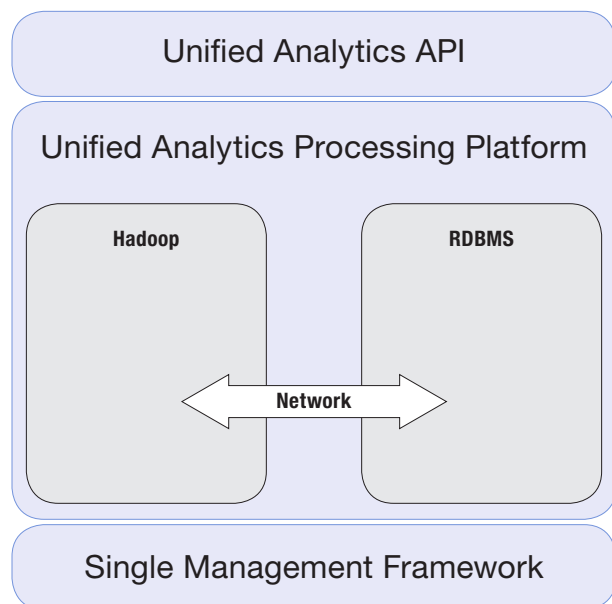 Unified Analytics API
Unified Analytics Processing Platform
Hadoop
RDBMS
Network
Single Management Framework